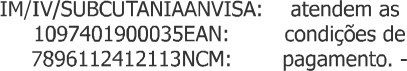 IM/IV/SUBCUTANIAANVISA: atendem as
1097401900035EAN: condições de
7896112412113NCM: pagamento. -